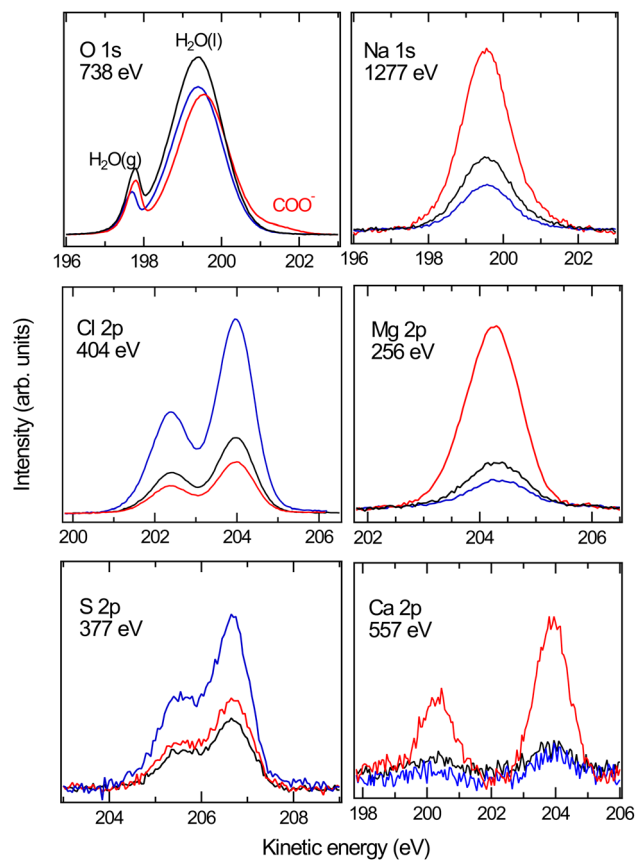 O 1s
738 eV
H₂O(l)
H₂O(g)
COO⁻
196 198 200 202
Na 1s
1277 eV
196 198 200 202
Cl 2p
404 eV
200 202 204 206
Mg 2p
256 eV
202 204 206
S 2p
377 eV
204 206 208
Ca 2p
557 eV
198 200 202 204 206
Intensity (arb. units)
Kinetic energy (eV)